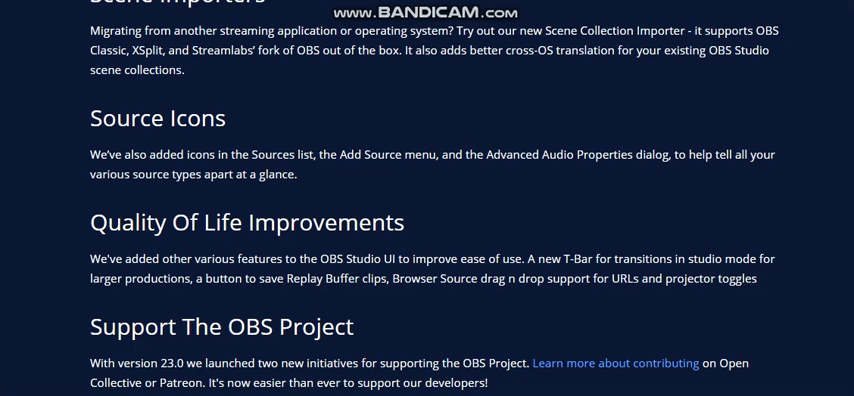 Scene Importers
www.BANDICAM.com
Migrating from another streaming application or operating system? Try out our new Scene Collection Importer - it supports OBS
Classic, XSplit, and Streamlabs’ fork of OBS out of the box. It also adds better cross-OS translation for your existing OBS Studio
scene collections.
Source Icons
We’ve also added icons in the Sources list, the Add Source menu, and the Advanced Audio Properties dialog, to help tell all your
various source types apart at a glance.
Quality Of Life Improvements
We've added other various features to the OBS Studio UI to improve ease of use. A new T-Bar for transitions in studio mode for
larger productions, a button to save Replay Buffer clips, Browser Source drag n drop support for URLs and projector toggles
Support The OBS Project
With version 23.0 we launched two new initiatives for supporting the OBS Project. Learn more about contributing on Open
Collective or Patreon. It's now easier than ever to support our developers!